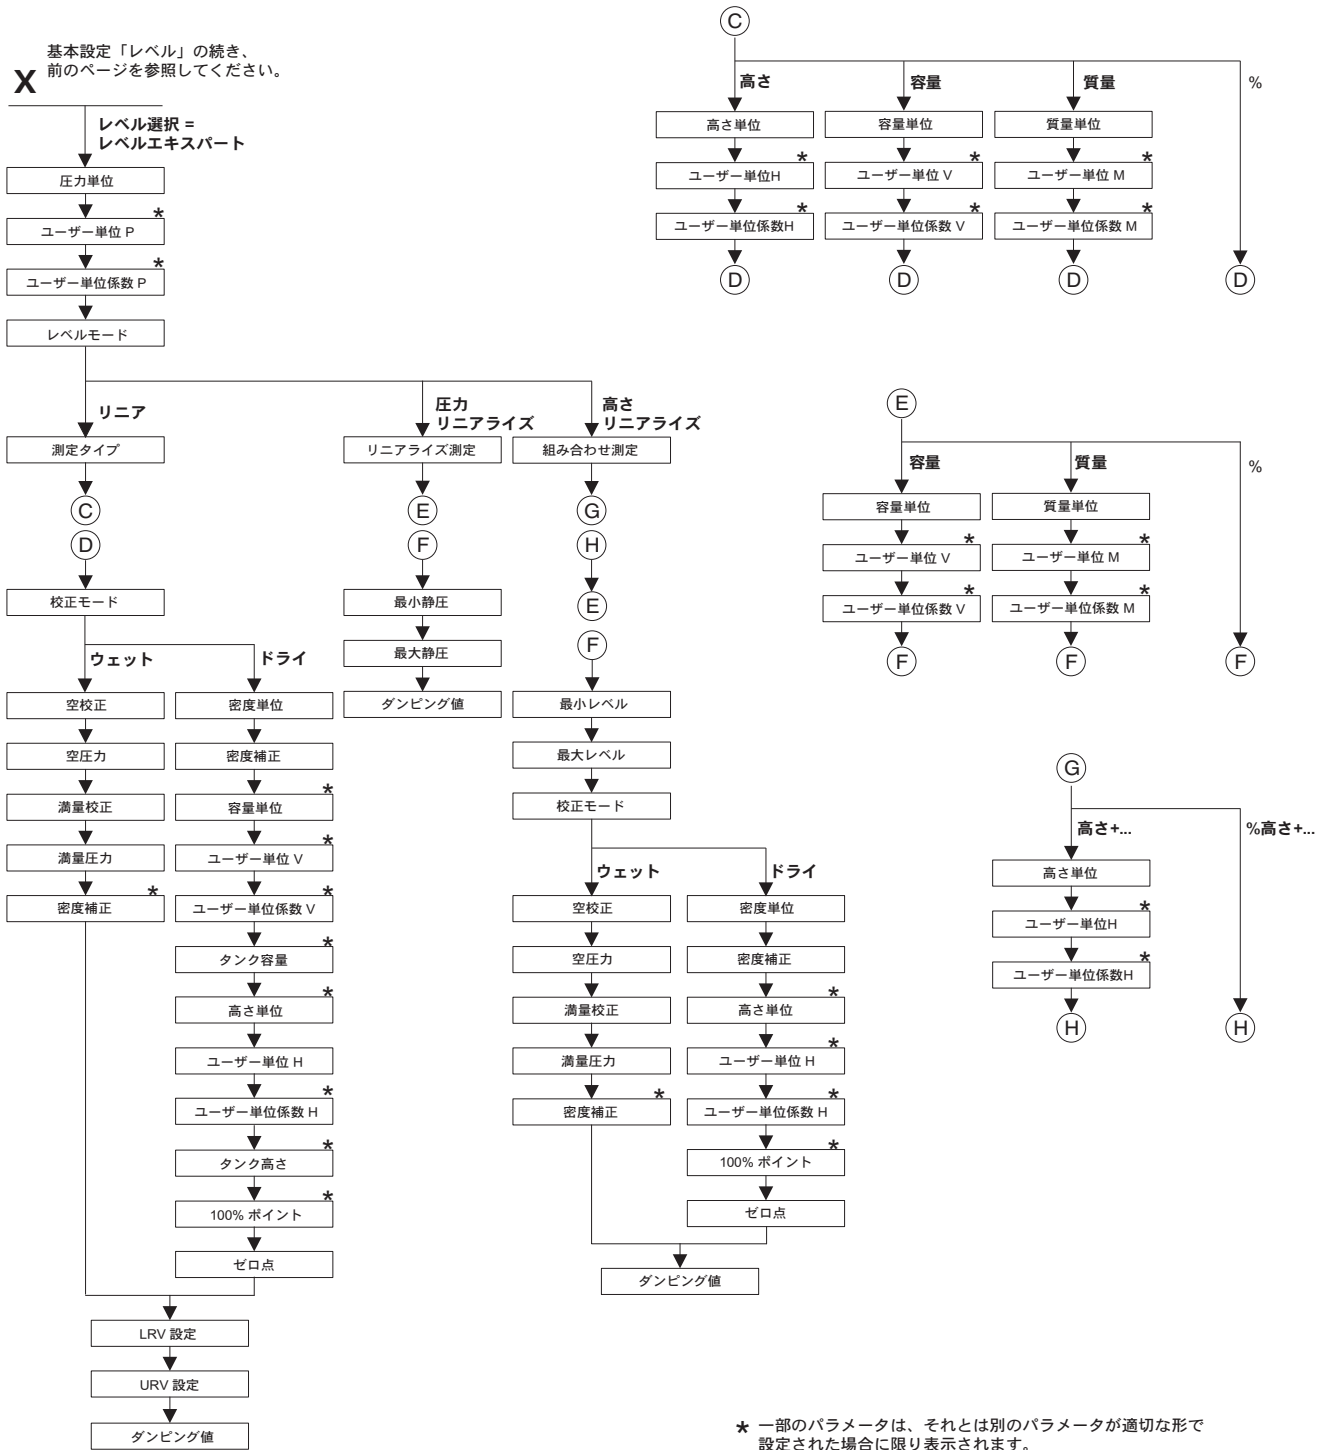 基本設定「レベル」の続き、
X 前のページを参照してください。
レベル選択 =
レベルエキスパート
圧力単位
*
ユーザー単位 P
*
ユーザー単位係数 P
レベルモード
リニア
測定タイプ
C
D
校正モード
ウェット
空校正
空圧力
満量校正
満量圧力
*
密度補正
ドライ
密度単位
密度補正
*
容量単位
*
ユーザー単位 V
*
ユーザー単位係数 V
*
タンク容量
*
高さ単位
ユーザー単位 H
*
ユーザー単位係数 H
*
タンク高さ
*
100% ポイント
ゼロ点
LRV 設定
URV 設定
ダンピング値
圧力
リニアライズ
リニアライズ測定
E
F
最小静圧
最大静圧
ダンピング値
高さ
リニアライズ
組み合わせ測定
G
H
E
F
最小レベル
最大レベル
校正モード
ウェット
空校正
空圧力
満量校正
満量圧力
*
密度補正
ドライ
密度単位
密度補正
*
高さ単位
*
ユーザー単位 H
*
ユーザー単位係数 H
*
100% ポイント
ゼロ点
ダンピング値
C
高さ
高さ単位
*
ユーザー単位H
*
ユーザー単位係数H
D
容量
容量単位
*
ユーザー単位 V
*
ユーザー単位係数 V
D
質量
質量単位
*
ユーザー単位 M
*
ユーザー単位係数 M
D
%
D
E
容量
容量単位
*
ユーザー単位 V
*
ユーザー単位係数 V
F
質量
質量単位
*
ユーザー単位 M
*
ユーザー単位係数 M
F
%
F
G
高さ+...
高さ単位
*
ユーザー単位H
*
ユーザー単位係数H
H
%高さ+...
H
* 一部のパラメータは、それとは別のパラメータが適切な形で
設定された場合に限り表示されます。